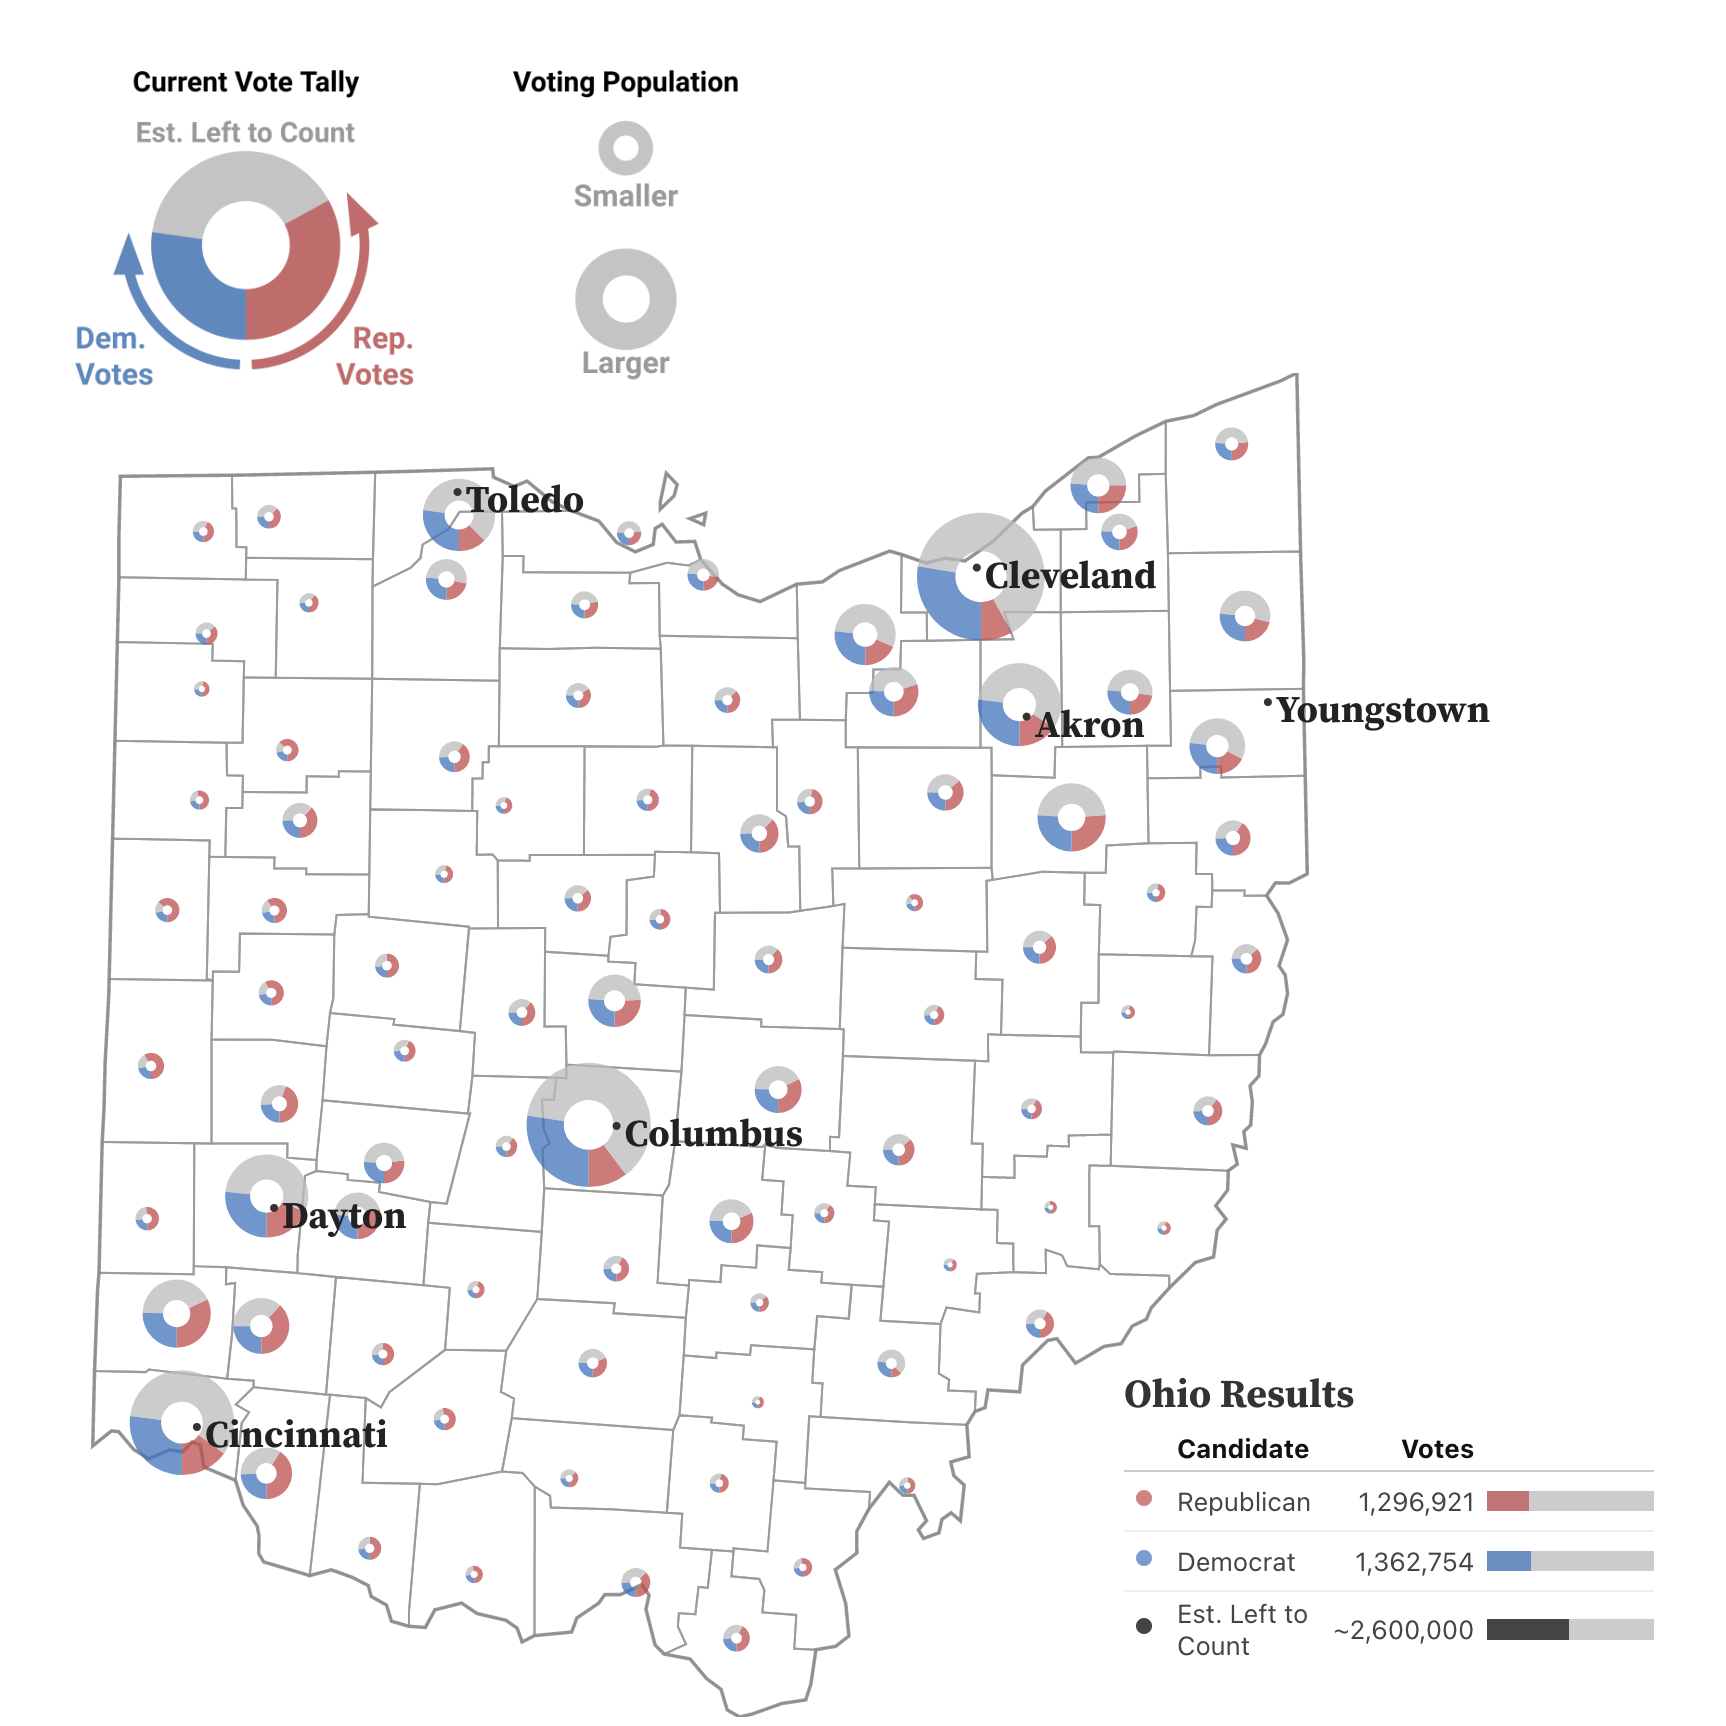 Current Vote Tally
Voting Population
Est. Left to Count
Smaller
Larger
Dem.
Votes
Rep.
Votes
Toledo
Cleveland
Akron
Youngstown
Columbus
Dayton
Cincinnati
Ohio Results
Candidate Votes
Republican 1,296,921
Democrat 1,362,754
Est. Left to
Count
~2,600,000